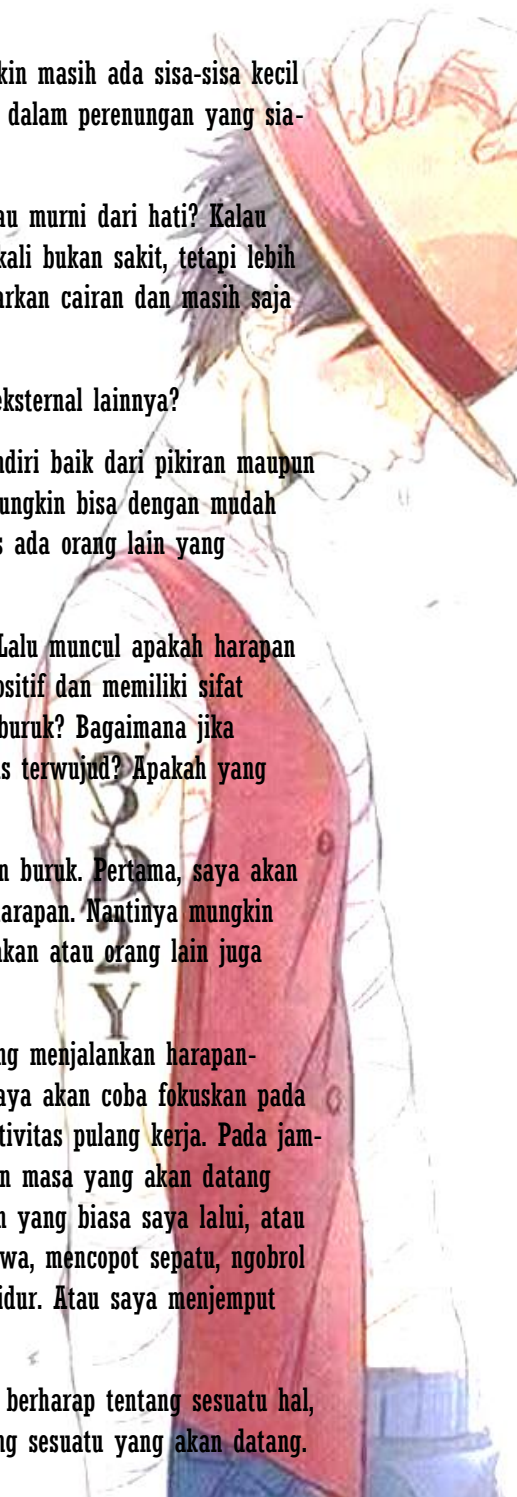 kin masih ada sisa-sisa kecil
dalam perenungan yang sia-
au murni dari hati? Kalau
kali bukan sakit, tetapi lebih
arkan cairan dan masih saja
eksternal lainnya?
ndiri baik dari pikiran maupun
ungkin bisa dengan mudah
s ada orang lain yang
Lalu muncul apakah harapan
ositif dan memiliki sifat
buruk? Bagaimana jika
us terwujud? Apakah yang
n buruk. Pertama, saya akan
arapan. Nantinya mungkin
akan atau orang lain juga
ng menjalankan harapan-
aya akan coba fokuskan pada
tivitas pulang kerja. Pada jam-
n masa yang akan datang
n yang biasa saya lalui, atau
wa, mencopot sepatu, ngobrol
idur. Atau saya menjemput
berharap tentang sesuatu hal,
ng sesuatu yang akan datang.
3
D
2
Y